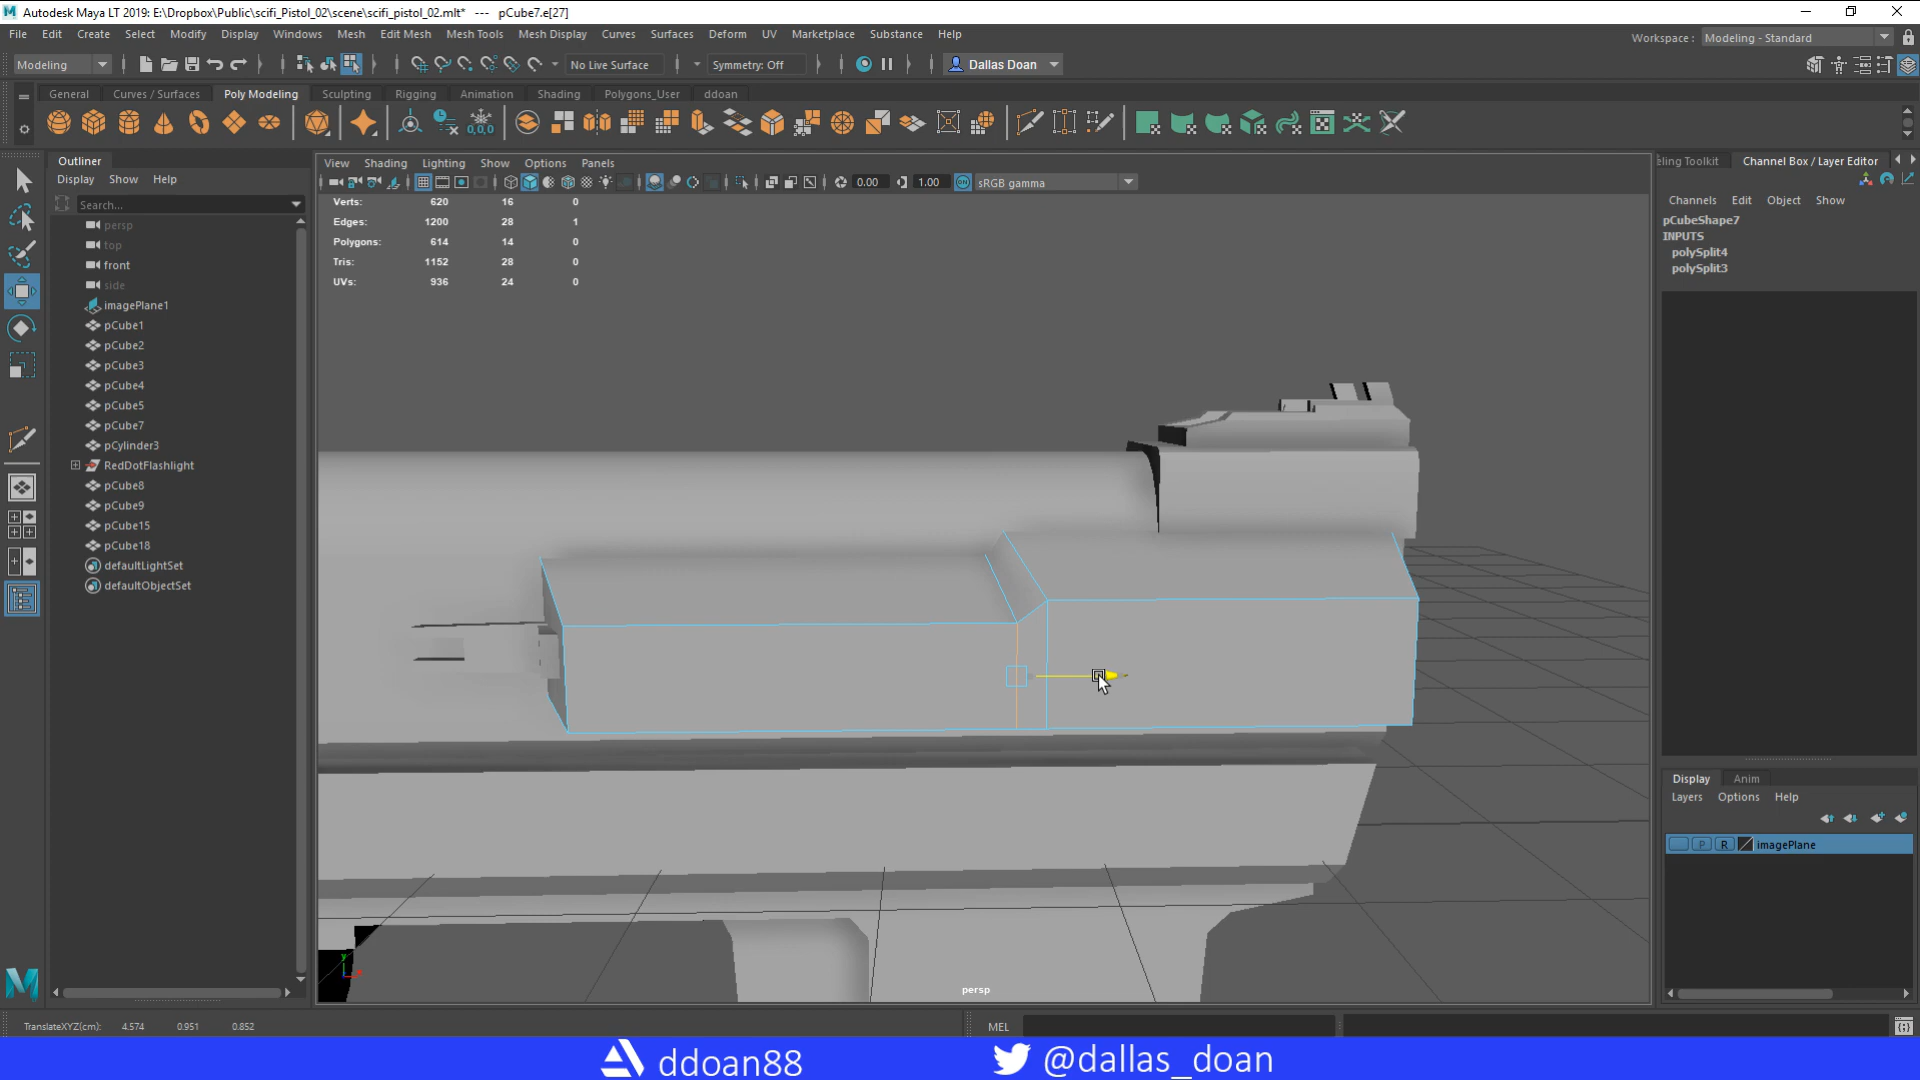 Autodesk Maya LT 2019: E:\Dropbox\Public\scifi_Pistol_02\scene\scifi_pistol_02.mlt* --- pCube7.e[27]
File Edit Create Select Modify Display Windows Mesh Edit Mesh Mesh Tools Mesh Display Curves Surfaces Deform UV Marketplace Substance Help
Workspace : Modeling - Standard
Modeling No Live Surface Symmetry: Off Dallas Doan
General Curves / Surfaces Poly Modeling Sculpting Rigging Animation Shading Polygons_User ddoan
0,0,0
Outliner
Display Show Help
Search...
persp
top
front
side
imagePlane1
pCube1
pCube2
pCube3
pCube4
pCube5
pCube7
pCylinder3
RedDotFlashlight
pCube8
pCube9
pCube15
pCube18
defaultLightSet
defaultObjectSet
View Shading Lighting Show Options Panels
0.00 1.00 ON sRGB gamma
Verts: 620 16 0
Edges: 1200 28 1
Polygons: 614 14 0
Tris: 1152 28 0
UVs: 936 24 0
y
persp
eling Toolkit Channel Box / Layer Editor
Channels Edit Object Show
pCubeShape7
INPUTS
polySplit4
polySplit3
Display Anim
Layers Options Help
P R imagePlane
TranslateXYZ(cm): 4.574 0.951 0.852
MEL
ddoan88 @dallas_doan